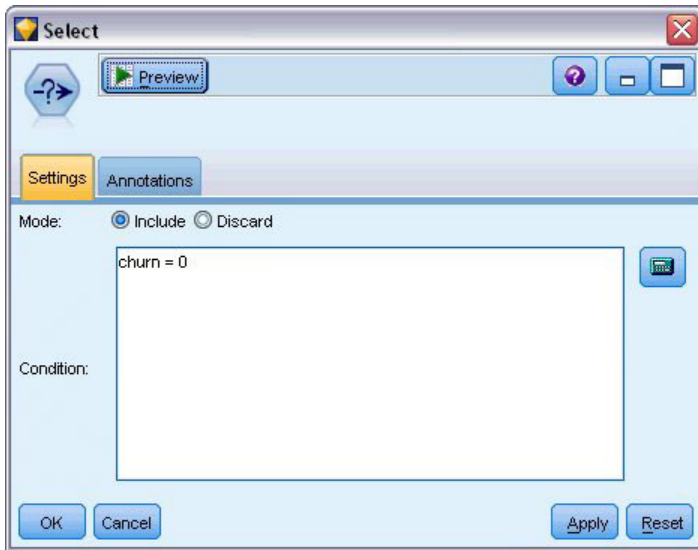 Select
-?
Preview
?
Settings
Annotations
Mode:
Include
Discard
churn = 0
Condition:
OK
Cancel
Apply
Reset